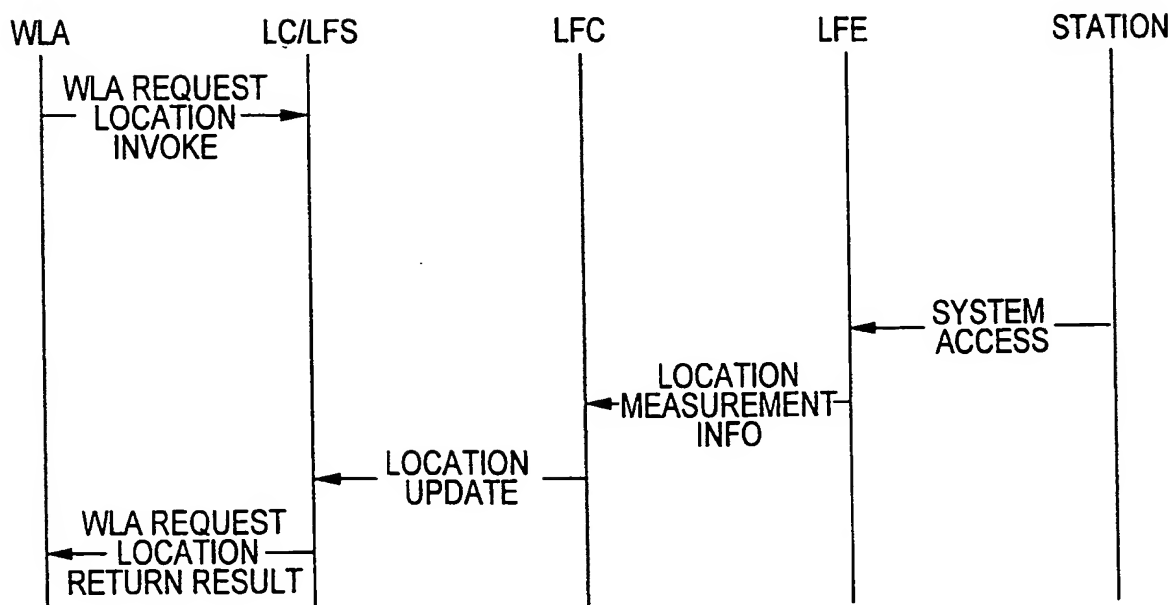 WLA
LC/LFS
LFC
LFE
STATION
WLA REQUEST
LOCATION
INVOKE
SYSTEM
ACCESS
LOCATION
MEASUREMENT
INFO
LOCATION
UPDATE
WLA REQUEST
LOCATION
RETURN RESULT